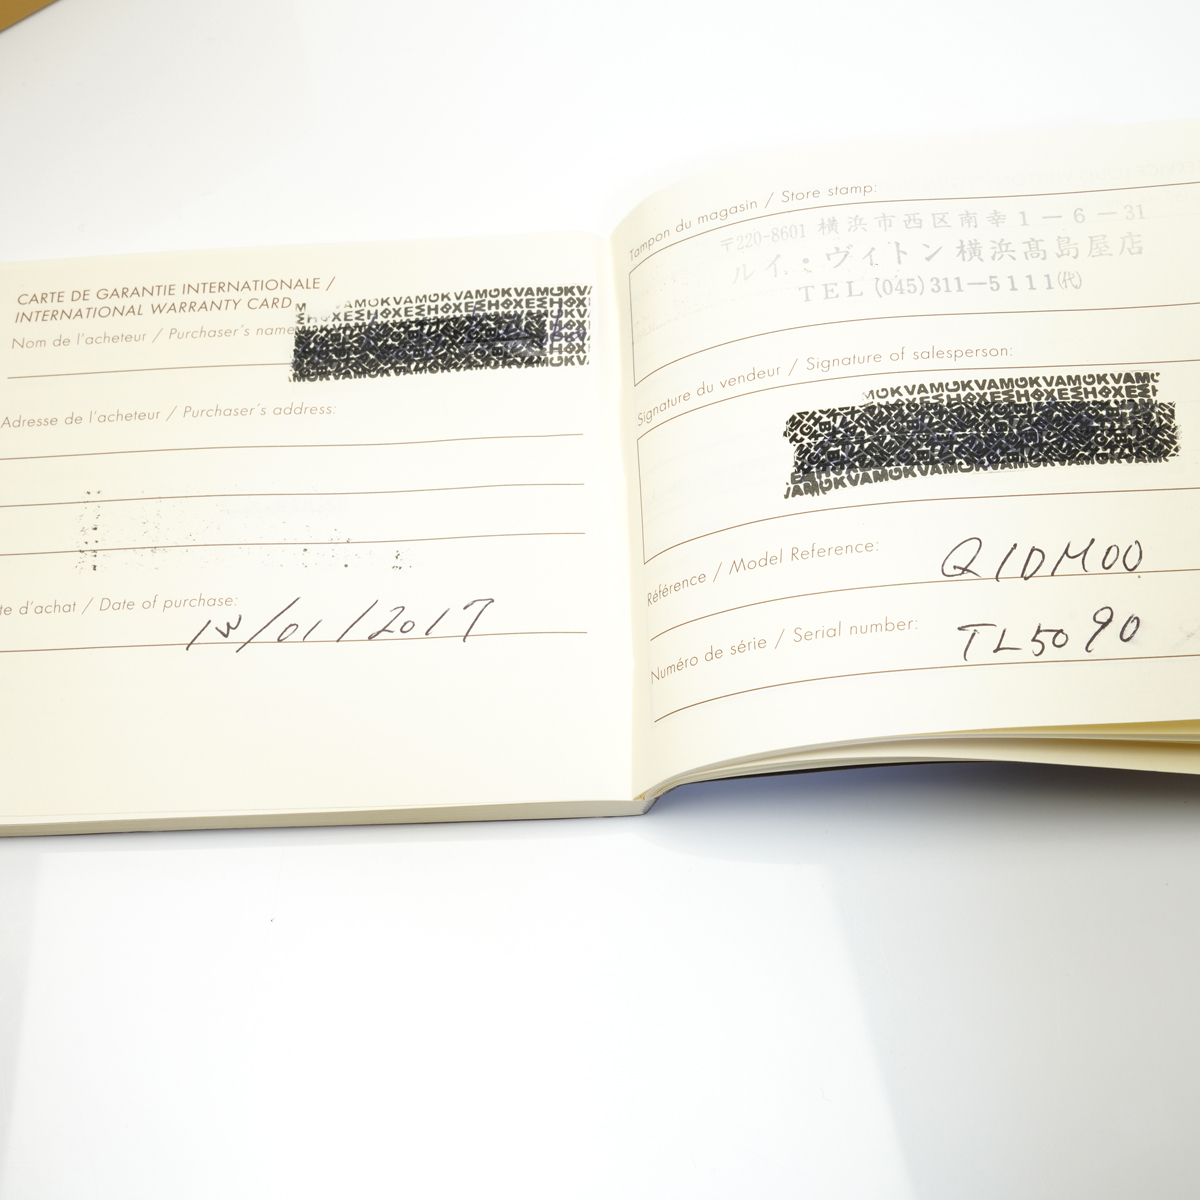 CARTE DE GARANTIE INTERNATIONALE /
INTERNATIONAL WARRANTY CARD
Nom de l'acheteur / Purchaser's name
Adresse de l'acheteur / Purchaser's address:
te d'achat / Date of purchase:
/01/2017
Tampon du magasin / Store stamp:
〒220-8601 横浜市西区南幸1-6-31
ルイ・ヴィトン横浜髙島屋店
TEL (045)311-5111(代)
Signature du vendeur / Signature of salesperson:
Référence / Model Reference: Q1DM00
Numéro de série / Serial number: TL5090